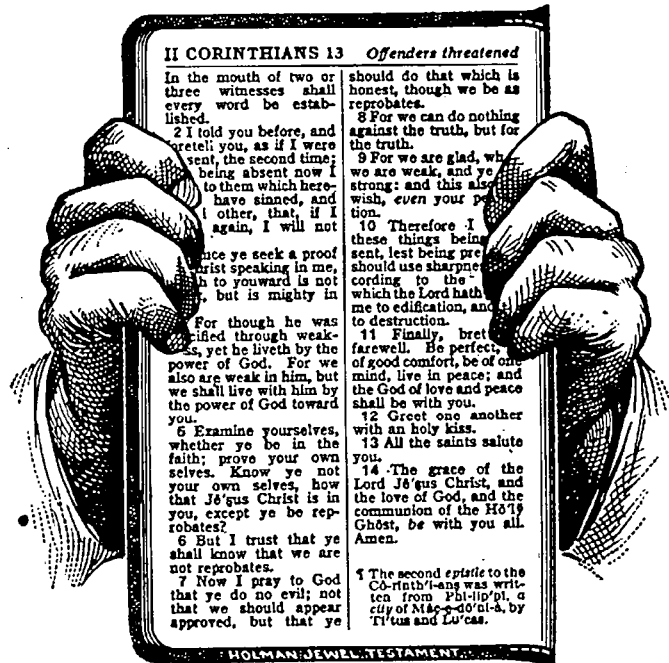 II CORINTHIANS 13 Offenders threatened
In the mouth of two or
three witnesses shall
every word be estab-
lished.
2 I told you before, and
foretell you, as if I were
sent, the second time;
being absent now I
to them which here-
have sinned, and
other, that, if I
again, I will not
ye seek a proof
speaking in me,
to youward is not
but is mighty in
For though he was
through weak-
yet he liveth by the
power of God. For we
also are weak in him, but
we shall live with him by
the power of God toward
you.
5 Examine yourselves,
whether ye be in the
faith; prove your own
selves. Know ye not
your own selves, how
that Jē'ṣus Christ is in
you, except ye be rep-
robates?
6 But I trust that ye
shall know that we are
not reprobates.
7 Now I pray to God
that ye do no evil; not
that we should appear
approved, but that ye
should do that which is
honest, though we be as
reprobates.
8 For we can do nothing
against the truth, but for
the truth.
9 For we are glad,
we are weak, and ye
strong: and this also
wish, even your
tion.
10 Therefore I
these things being
sent, lest being
should use
cording to the
which the Lord hath
me to edification, and
to destruction.
11 Finally,
farewell. Be perfect,
of good comfort, be of one
mind, live in peace; and
the God of love and peace
shall be with you.
12 Greet one another
with an holy kiss.
13 All the saints salute
you.
14 The grace of the
Lord Jē'ṣus Christ, and
the love of God, and the
communion of the Hō'lў
Ghōst, be with you all.
Amen.
¶ The second epistle to the
Cō-rĭnth'ĭ-ans was writ-
ten from Phĭ-lĭp'pī, a
city of Măç-e-dō'nĭ-à, by
Tī'tus and Lū'cas.
HOLMAN JEWEL TESTAMENT